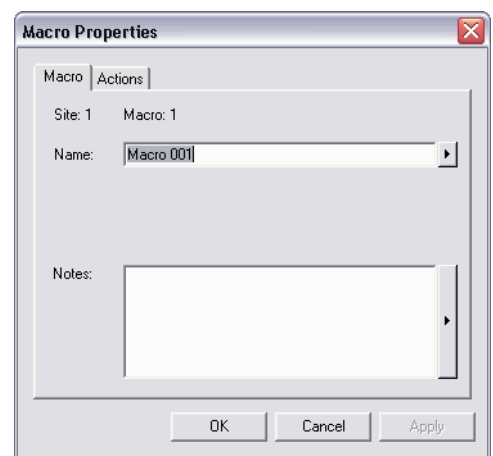 Macro Properties
Macro Actions
Site: 1 Macro: 1
Name: Macro 001
Notes:
OK Cancel Apply